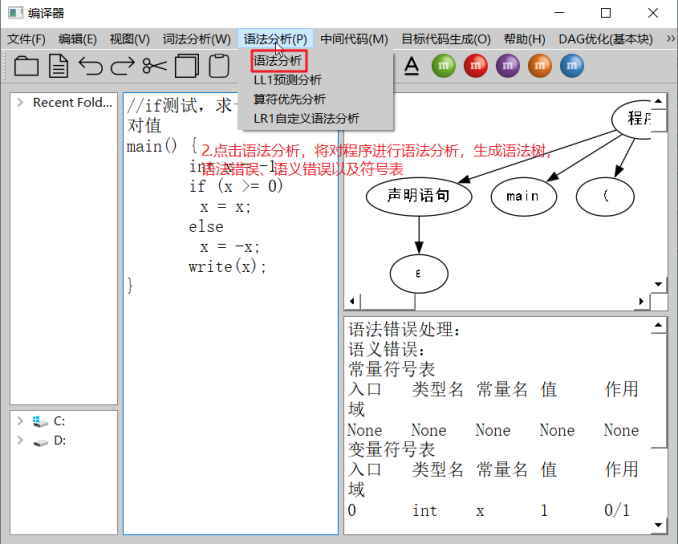 编译器
文件(F) 编辑(E) 视图(V) 词法分析(W) 语法分析(P) 中间代码(M) 目标代码生成(O) 帮助(H) DAG优化(基本块) »
语法分析
LL1预测分析
算符优先分析
LR1自定义语法分析
A m m m m m
Recent Fold...
C:
D:
//if测试，求
对值
main() {
int x = -1
if (x >= 0)
x = x;
else
x = -x;
write(x);
}
2.点击语法分析，将对程序进行语法分析，生成语法树，
语法错误、语义错误以及符号表
程序
声明语句 main (
ε
语法错误处理：
语义错误：
常量符号表
入口 类型名 常量名 值 作用
域
None None None None None
变量符号表
入口 类型名 常量名 值 作用
域
0 int x 1 0/1